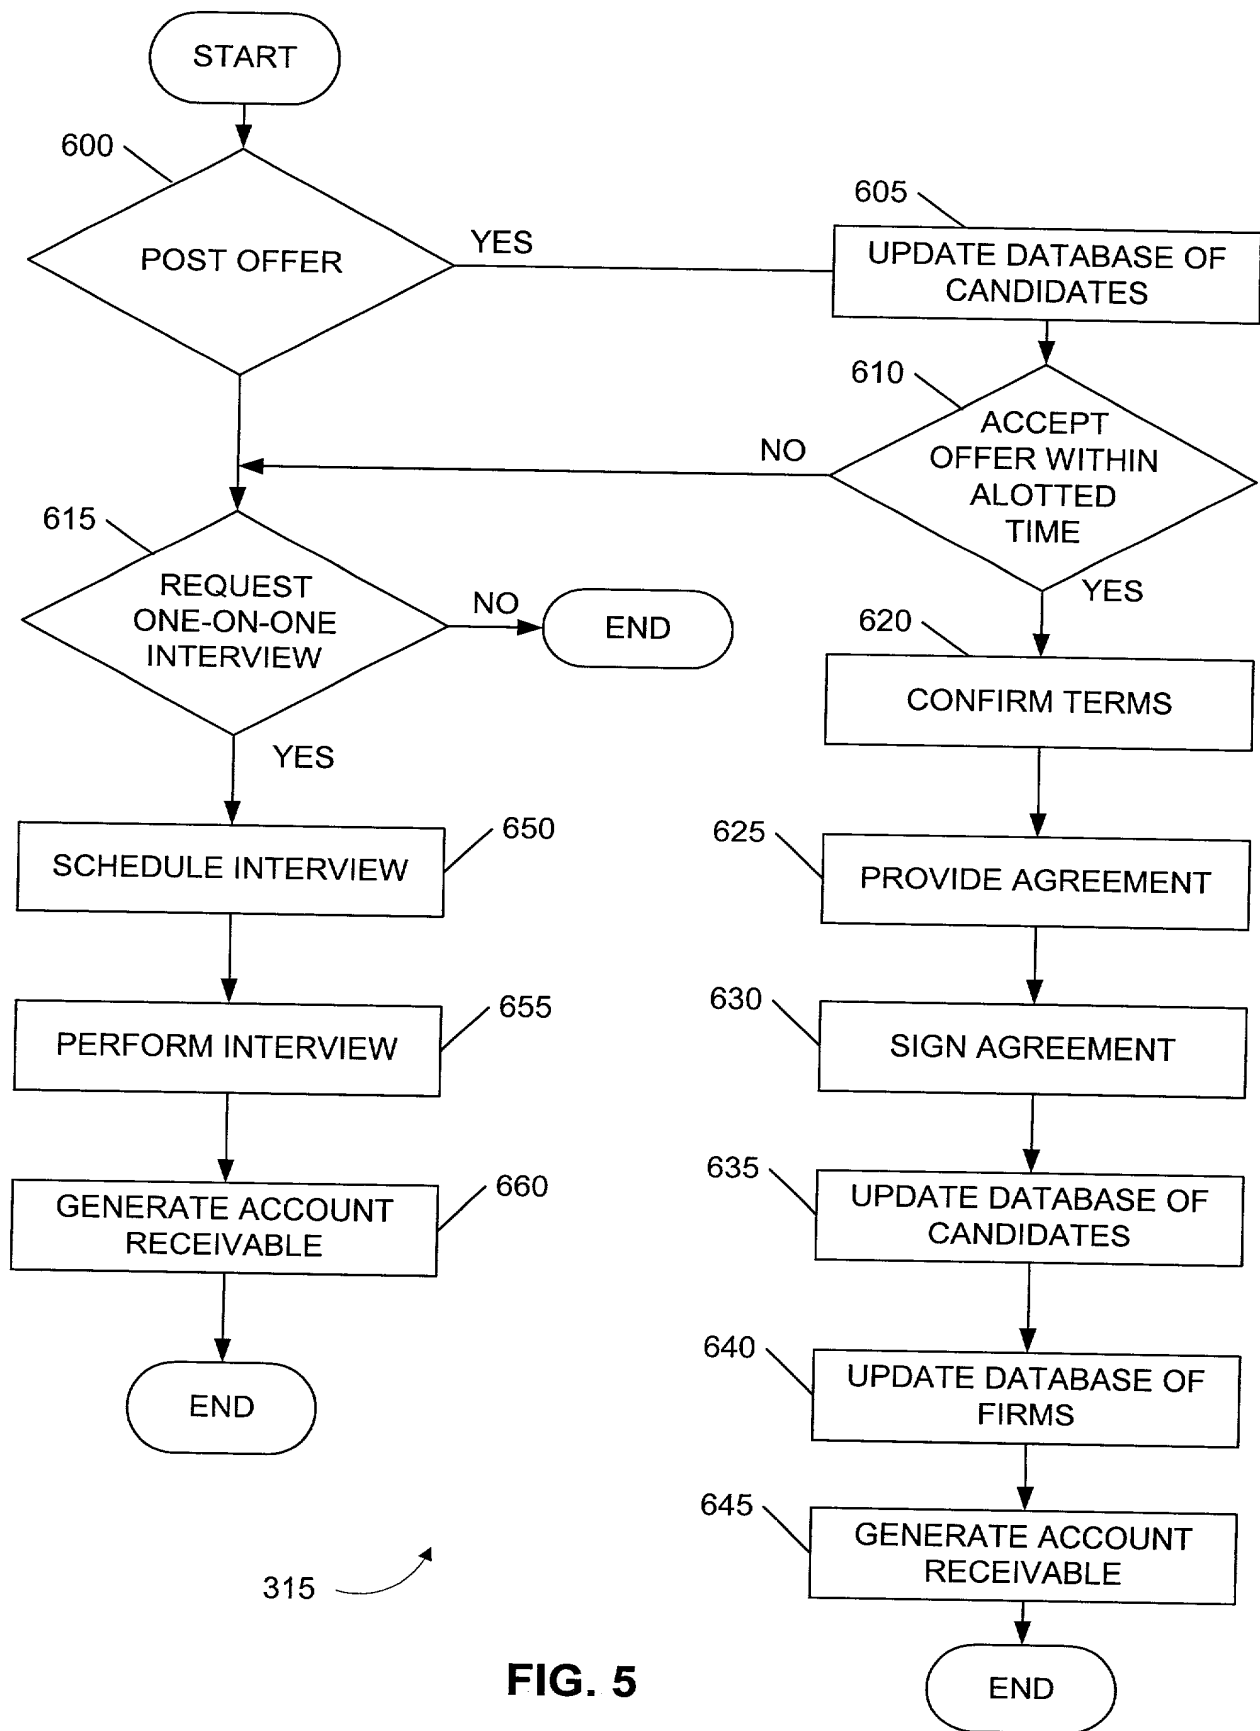 START
600
POST OFFER
YES
605
UPDATE DATABASE OF
CANDIDATES
610
ACCEPT
OFFER WITHIN
ALOTTED
TIME
NO
YES
615
REQUEST
ONE-ON-ONE
INTERVIEW
NO
END
YES
620
CONFIRM TERMS
650
SCHEDULE INTERVIEW
625
PROVIDE AGREEMENT
655
PERFORM INTERVIEW
630
SIGN AGREEMENT
660
GENERATE ACCOUNT
RECEIVABLE
635
UPDATE DATABASE OF
CANDIDATES
END
640
UPDATE DATABASE OF
FIRMS
645
GENERATE ACCOUNT
RECEIVABLE
END
315
FIG. 5